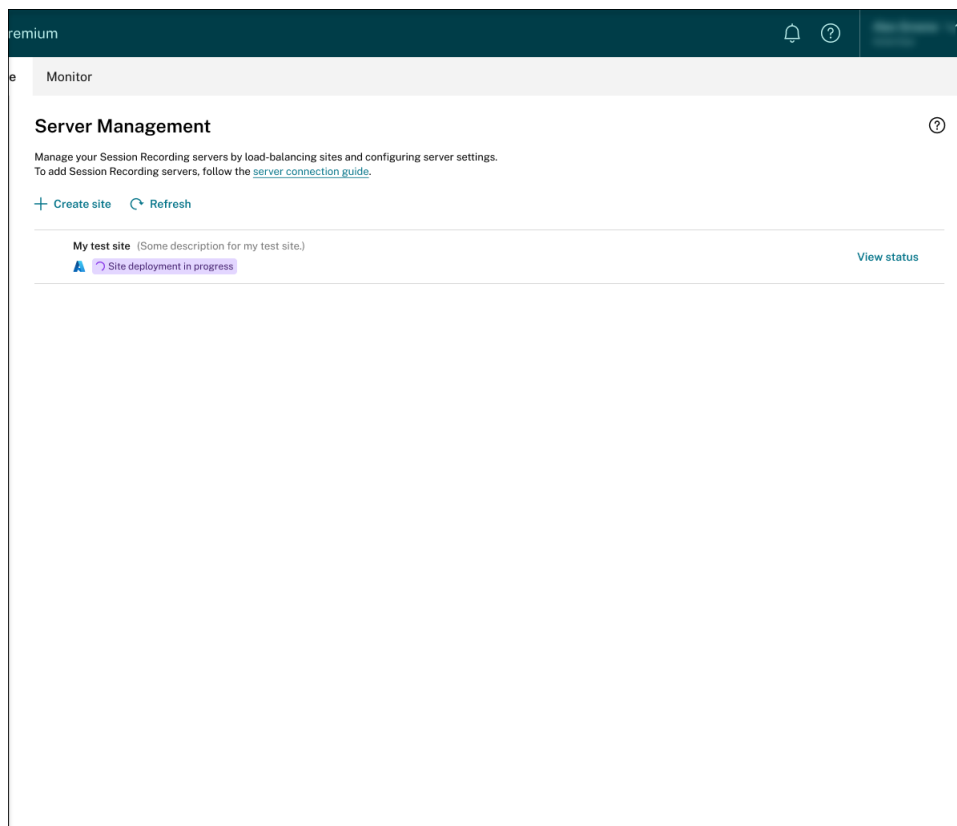 remium
e
Monitor
Server Management
Manage your Session Recording servers by load-balancing sites and configuring server settings.
To add Session Recording servers, follow the server connection guide.
Create site
Refresh
My test site (Some description for my test site.)
Site deployment in progress
View status